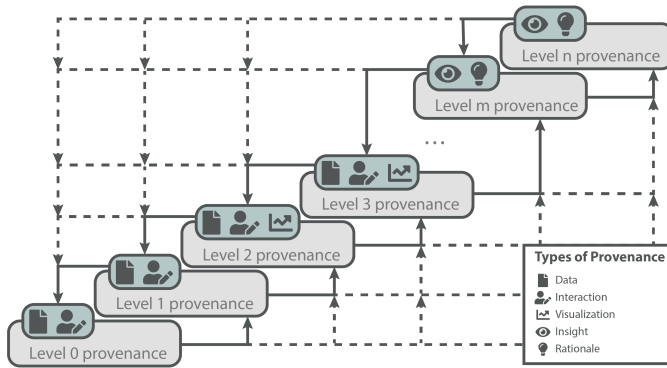 Level n provenance
Level m provenance
...
Level 3 provenance
Level 2 provenance
Level 1 provenance
Level 0 provenance
Types of Provenance
Data
Interaction
Visualization
Insight
Rationale